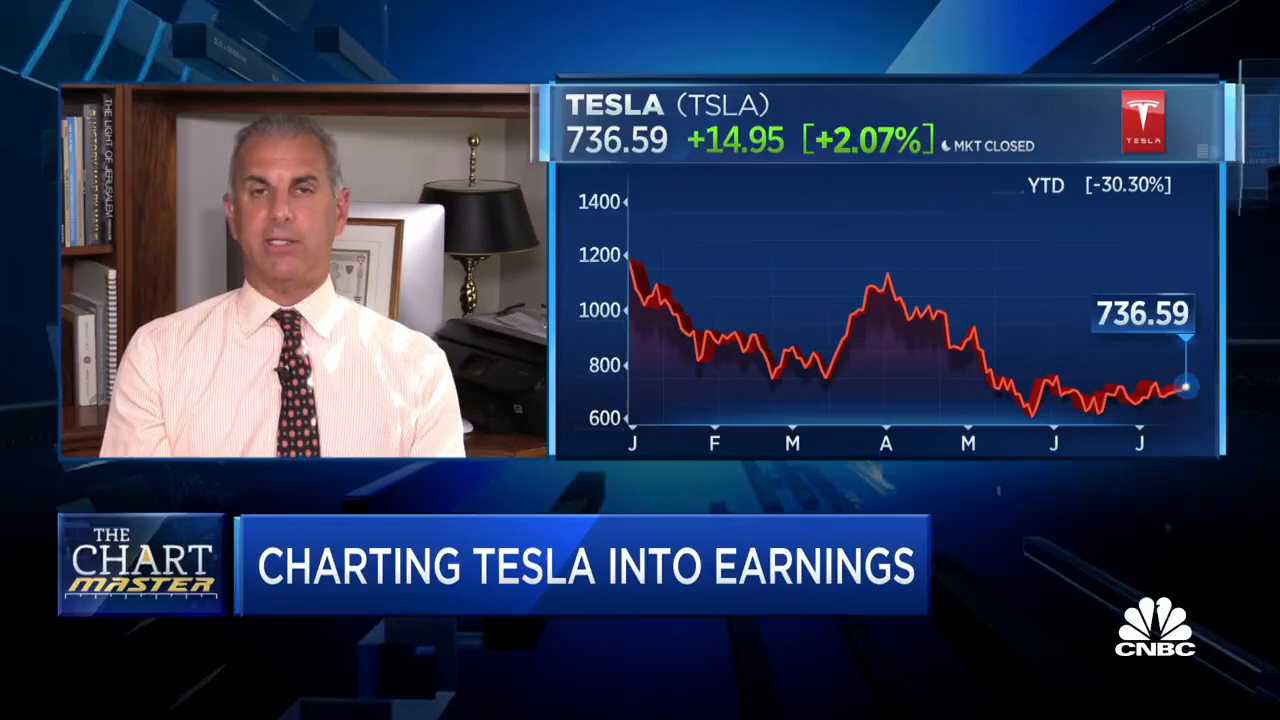 THE LIGHT OF JERUSALEM
TESLA (TSLA)
736.59 +14.95 [+2.07%] MKT CLOSED
TESLA
YTD [-30.30%]
1400
1200
1000
800
600
736.59
J F M A M J J
THE
CHART
MASTER
CHARTING TESLA INTO EARNINGS
CNBC